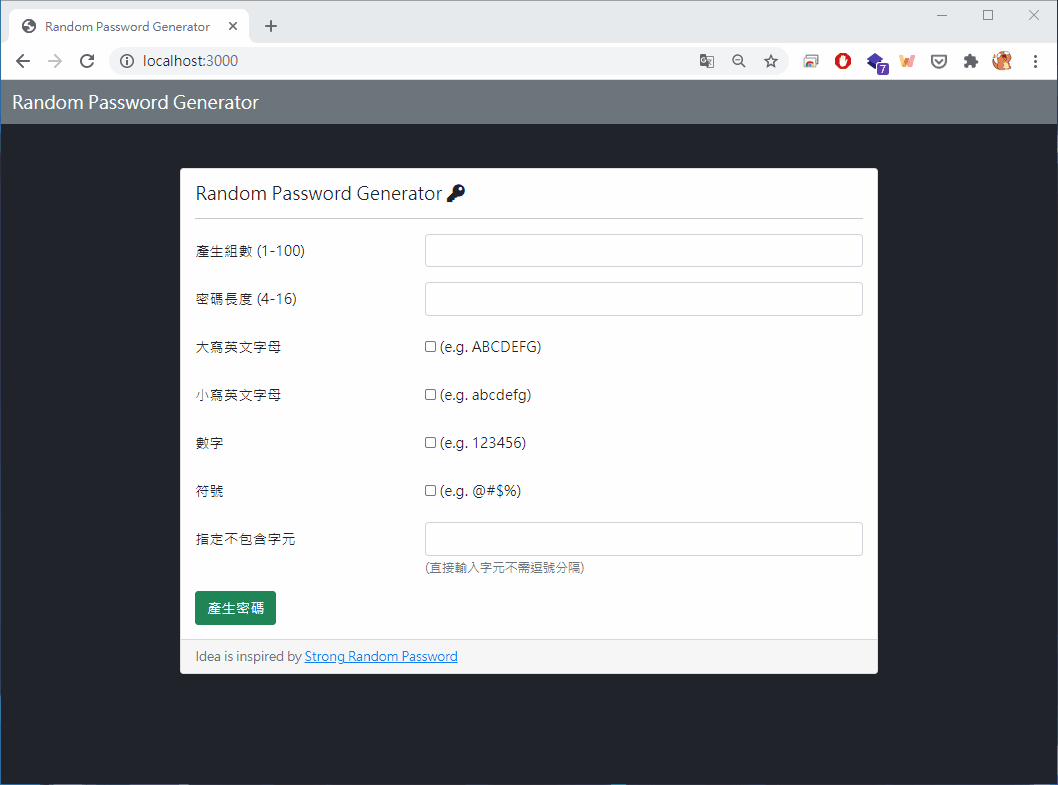 Random Password Generator
localhost:3000
7
Random Password Generator
Random Password Generator
產生組數 (1-100)
密碼長度 (4-16)
大寫英文字母
(e.g. ABCDEFG)
小寫英文字母
(e.g. abcdefg)
數字
(e.g. 123456)
符號
(e.g. @#$%)
指定不包含字元
(直接輸入字元不需逗號分隔)
產生密碼
Idea is inspired by Strong Random Password